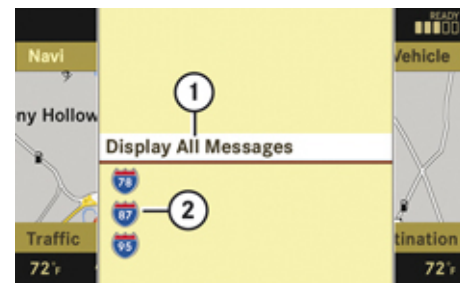 READY
Navi
Vehicle
1
ny Hollow
Display All Messages
78
87
2
95
Traffic
tination
72°F
72°F